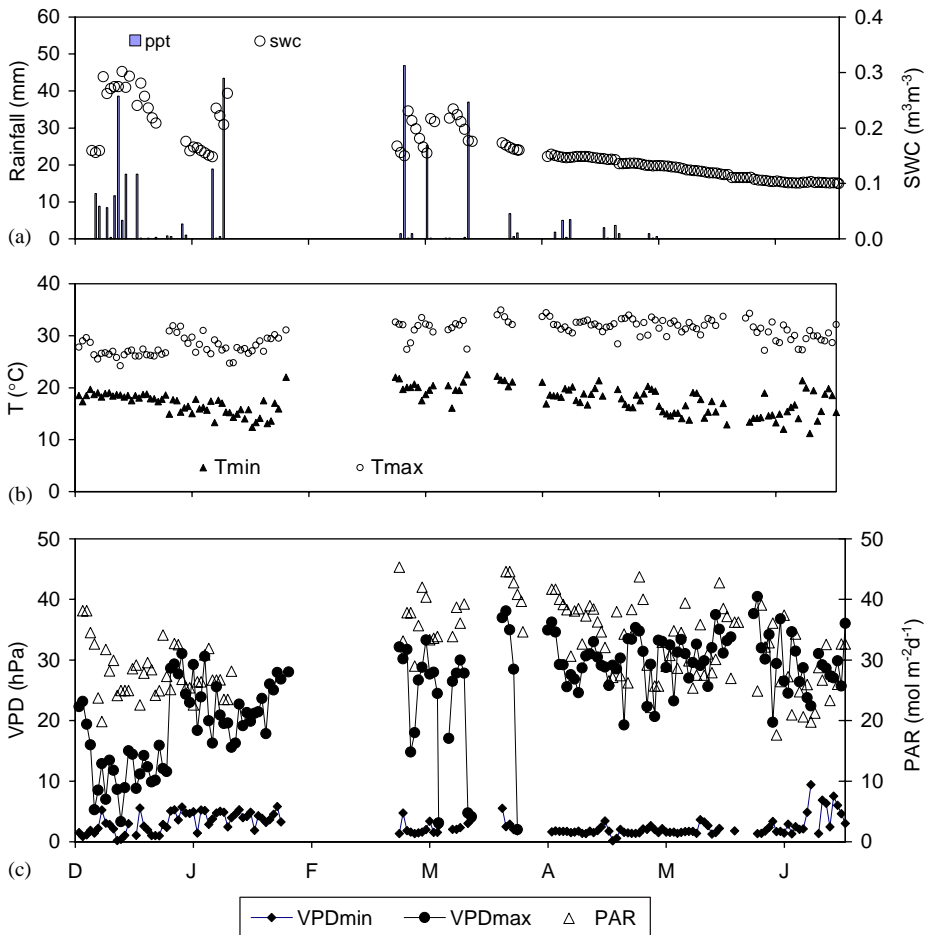 60
50
40
30
20
10
0
Rainfall (mm)
ppt
swc
0.4
0.3
0.2
0.1
0.0
SWC (m³m⁻³)
(a)
40
30
20
10
0
T (°C)
Tmin
Tmax
(b)
50
40
30
20
10
0
VPD (hPa)
50
40
30
20
10
0
PAR (mol m⁻²d⁻¹)
(c)
D J F M A M J
VPDmin VPDmax PAR